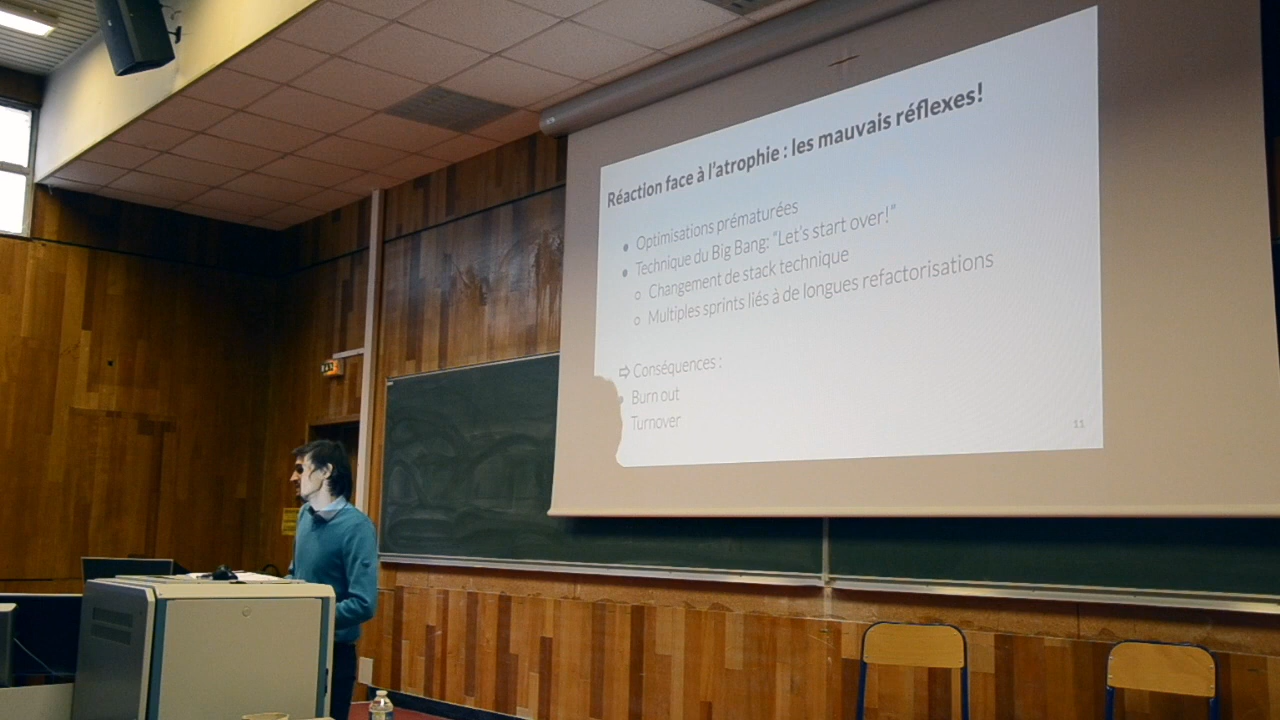 Réaction face à l'atrophie : les mauvais réflexes!
● Optimisations prématurées
● Technique du Big Bang: “Let's start over!”
○ Changement de stack technique
○ Multiples sprints liés à de longues refactorisations
⇨ Conséquences :
● Burn out
Turnover
11